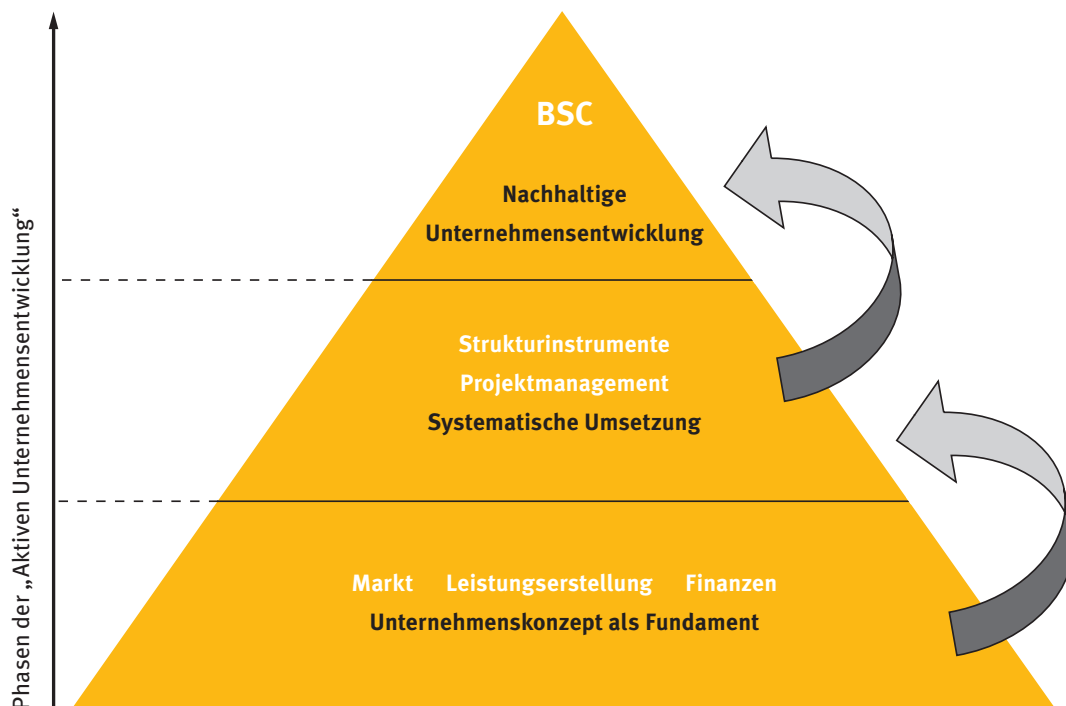 Phasen der „Aktiven Unternehmensentwicklung“
BSC
Nachhaltige
Unternehmensentwicklung
Strukturinstrumente
Projektmanagement
Systematische Umsetzung
Markt Leistungserstellung Finanzen
Unternehmenskonzept als Fundament